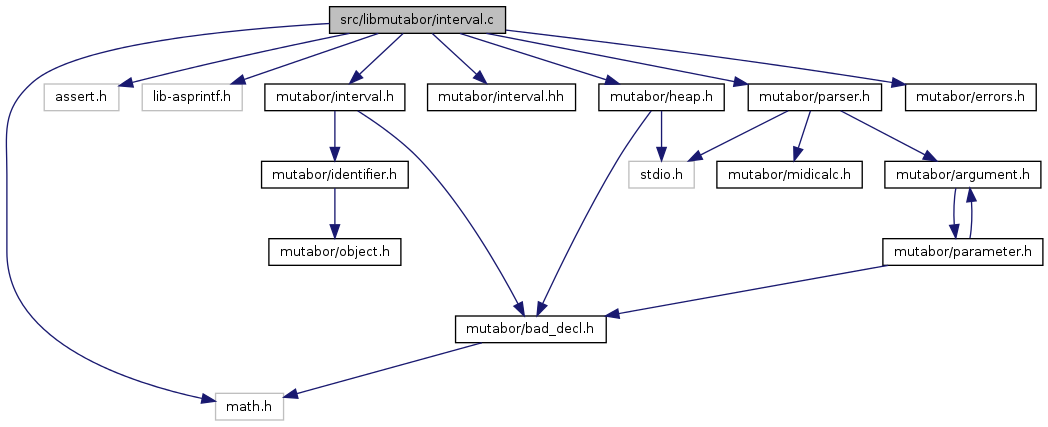 src/libmutabor/interval.c
assert.h
lib-asprintf.h
mutabor/interval.h
mutabor/interval.hh
mutabor/heap.h
mutabor/parser.h
mutabor/errors.h
mutabor/identifier.h
stdio.h
mutabor/midicalc.h
mutabor/argument.h
mutabor/object.h
mutabor/parameter.h
mutabor/bad_decl.h
math.h